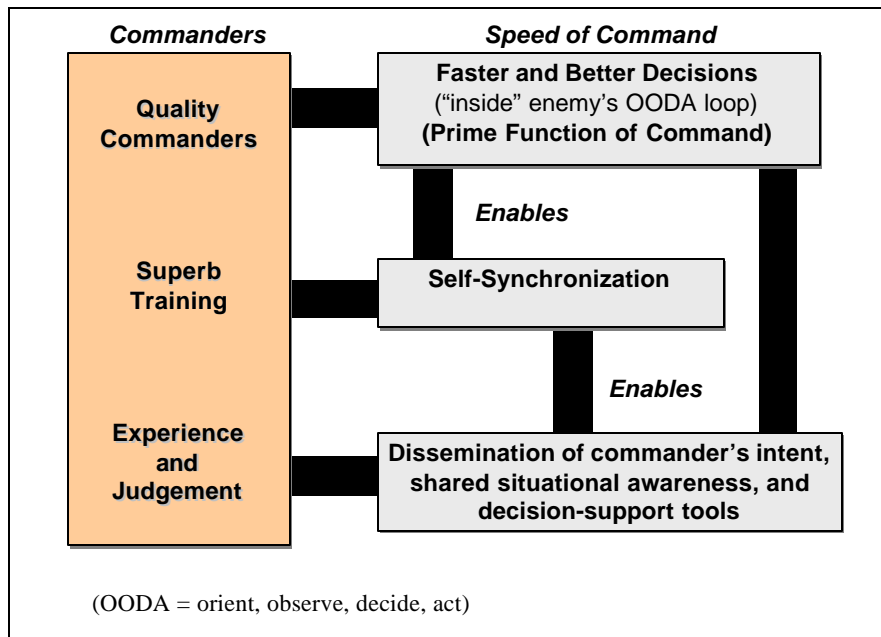 Commanders
Speed of Command
Quality
Commanders
Superb
Training
Experience
and
Judgement
Faster and Better Decisions
(“inside” enemy’s OODA loop)
(Prime Function of Command)
Enables
Self-Synchronization
Enables
Dissemination of commander’s intent,
shared situational awareness, and
decision-support tools
(OODA = orient, observe, decide, act)